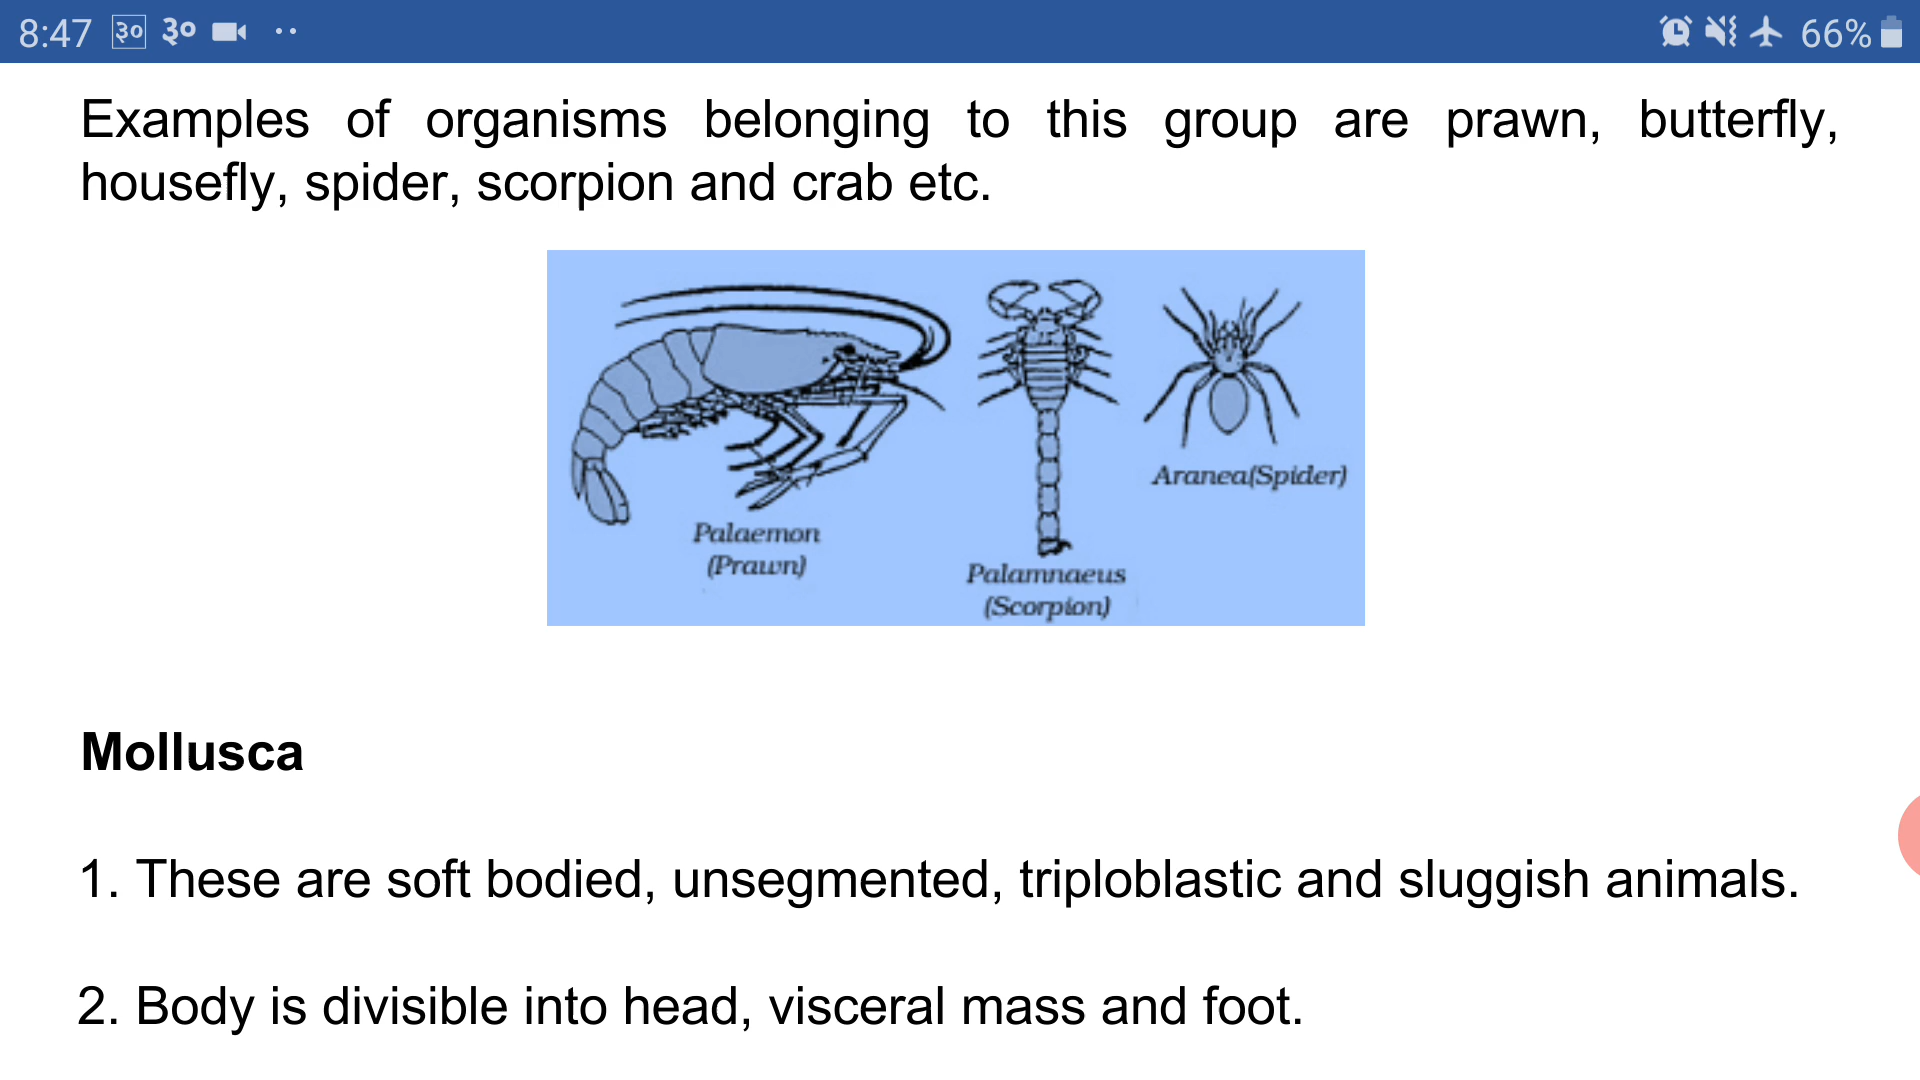 8:47 ३० ३० 66%
Examples of organisms belonging to this group are prawn, butterfly,
housefly, spider, scorpion and crab etc.
Aranea(Spider)
Palaemon
(Prawn)
Palamnaeus
(Scorpion)
Mollusca
1. These are soft bodied, unsegmented, triploblastic and sluggish animals.
2. Body is divisible into head, visceral mass and foot.